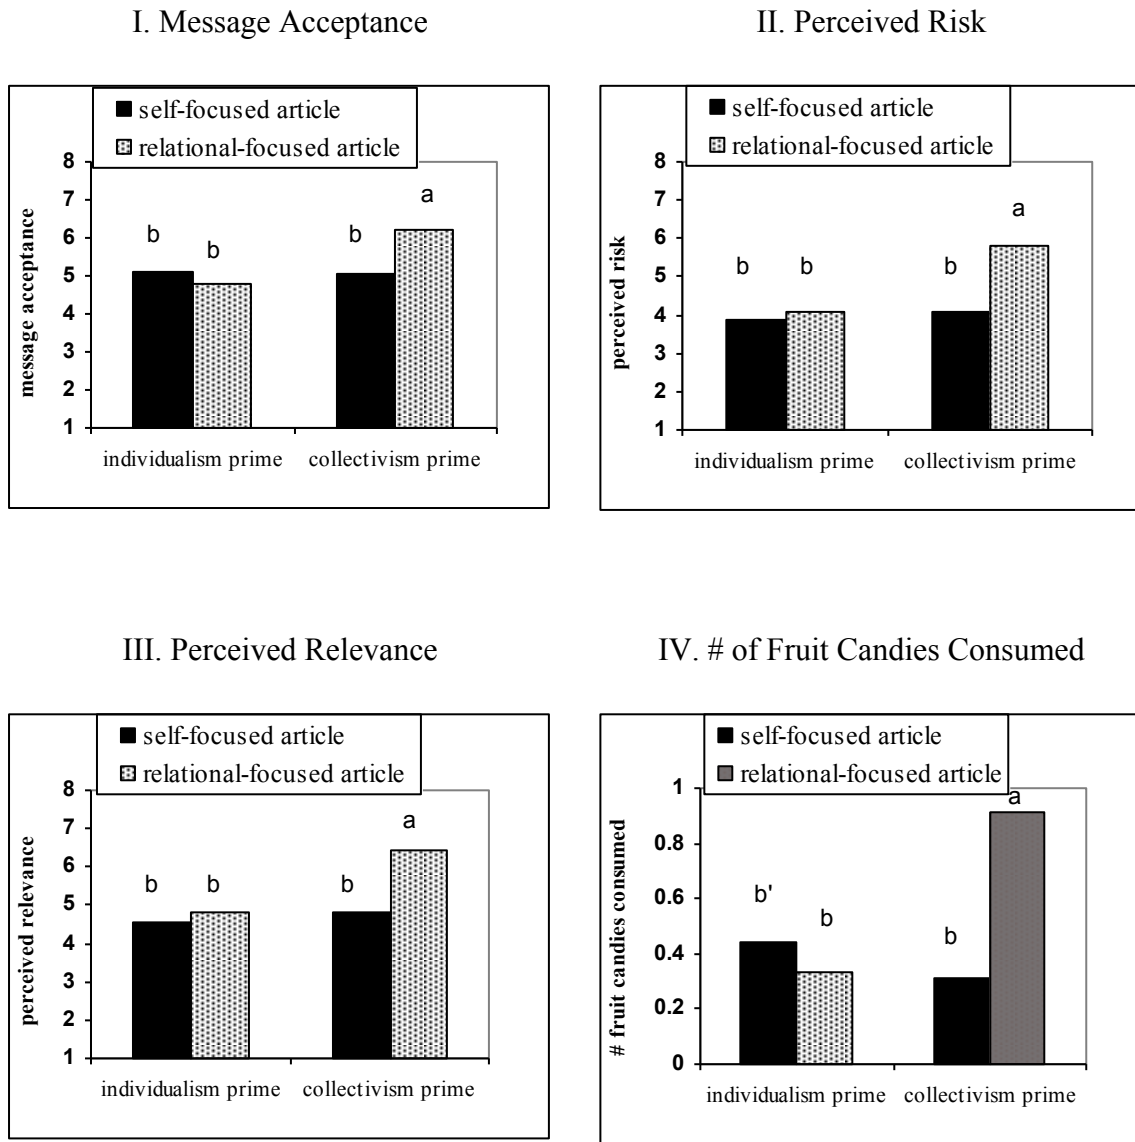 I. Message Acceptance
self-focused article
relational-focused article
8
7
6
5
4
3
2
1
message acceptance
b
b
b
a
individualism prime
collectivism prime
II. Perceived Risk
self-focused article
relational-focused article
8
7
6
5
4
3
2
1
perceived risk
b
b
b
a
individualism prime
collectivism prime
III. Perceived Relevance
self-focused article
relational-focused article
8
7
6
5
4
3
2
1
perceived relevance
b
b
b
a
individualism prime
collectivism prime
IV. # of Fruit Candies Consumed
self-focused article
relational-focused article
1
0.8
0.6
0.4
0.2
0
# fruit candies consumed
b'
b
b
a
individualism prime
collectivism prime